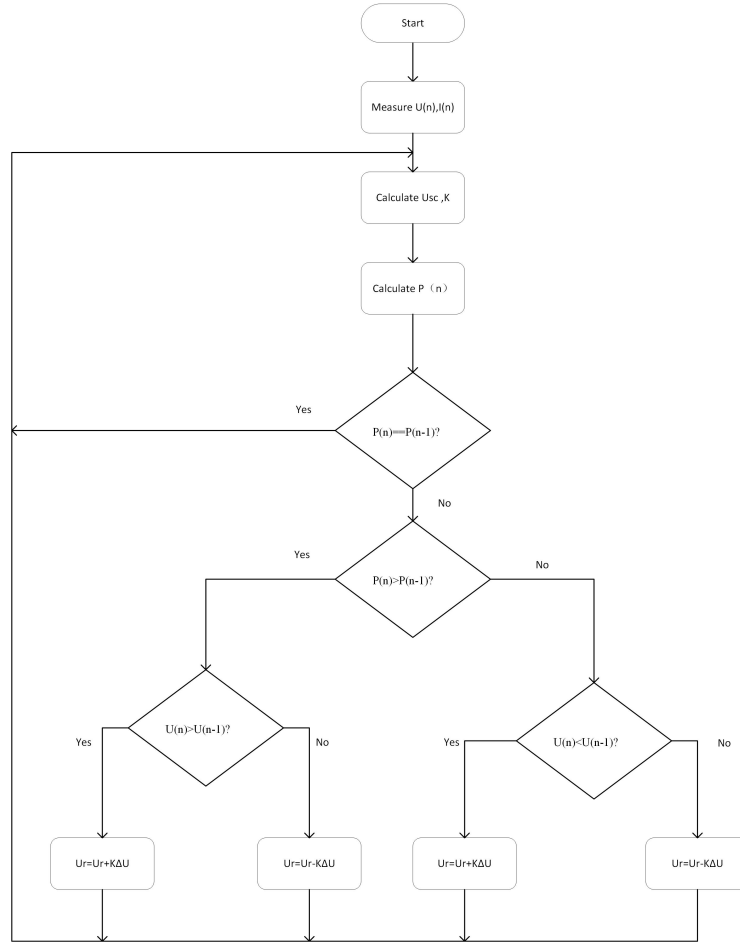 Start
Measure U(n),I(n)
Calculate Usc ,K
Calculate P（n）
Yes
P(n)==P(n-1)?
No
Yes
P(n)>P(n-1)?
No
U(n)>U(n-1)?
Yes
No
U(n)<U(n-1)?
Yes
No
Ur=Ur+KΔU
Ur=Ur-KΔU
Ur=Ur+KΔU
Ur=Ur-KΔU